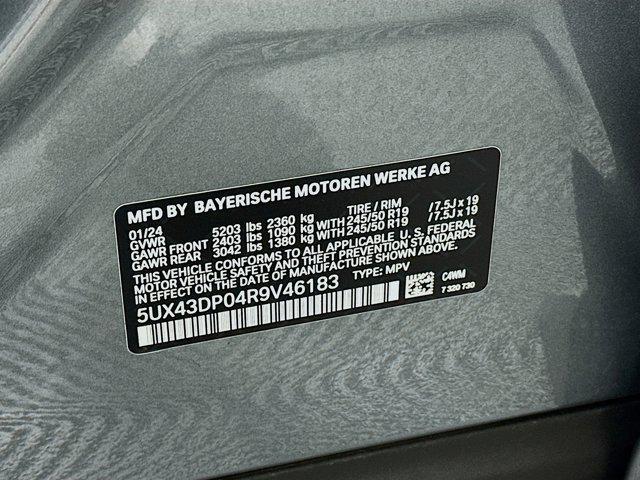 MFD BY BAYERISCHE MOTOREN WERKE AG
01/24 TIRE / RIM
GVWR 5203 lbs 2360 kg
GAWR FRONT 2403 lbs 1090 kg WITH 245/50 R19 / 7.5J x 19
GAWR REAR 3042 lbs 1380 kg WITH 245/50 R19 / 7.5J x 19
THIS VEHICLE CONFORMS TO ALL APPLICABLE U.S. FEDERAL
MOTOR VEHICLE SAFETY, BUMPER, AND THEFT PREVENTION STANDARDS
IN EFFECT ON THE DATE OF MANUFACTURE SHOWN ABOVE.
5UX43DP04R9V46183 TYPE: MPV
C4WM
7 320 730